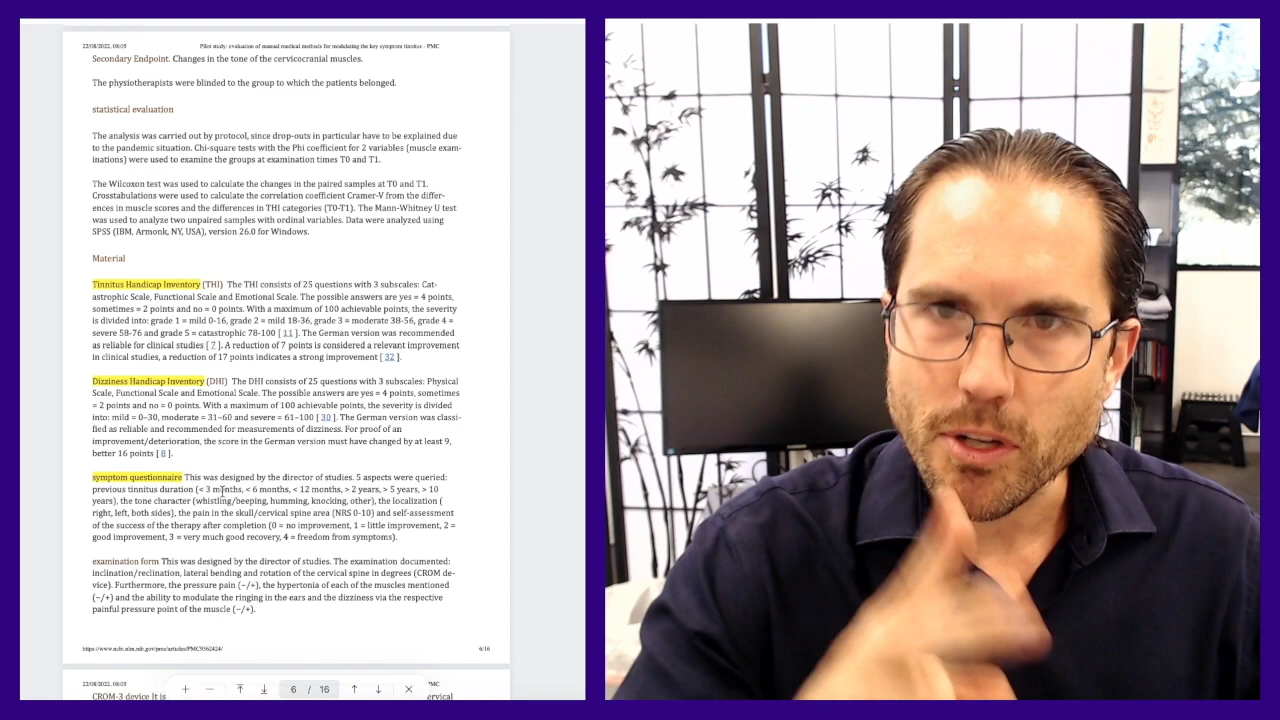 22/08/2022, 08:05 Pilot study: evaluation of manual medical methods for modulating the key symptom tinnitus - PMC
Secondary Endpoint. Changes in the tone of the cervicocranial muscles.
The physiotherapists were blinded to the group to which the patients belonged.
statistical evaluation
The analysis was carried out by protocol, since drop-outs in particular have to be explained due
to the pandemic situation. Chi-square tests with the Phi coefficient for 2 variables (muscle exam-
inations) were used to examine the groups at examination times T0 and T1.
The Wilcoxon test was used to calculate the changes in the paired samples at T0 and T1.
Crosstabulations were used to calculate the correlation coefficient Cramer-V from the differ-
ences in muscle scores and the differences in THI categories (T0-T1). The Mann-Whitney U test
was used to analyze two unpaired samples with ordinal variables. Data were analyzed using
SPSS (IBM, Armonk, NY, USA), version 26.0 for Windows.
Material
Tinnitus Handicap Inventory (THI) The THI consists of 25 questions with 3 subscales: Cat-
astrophic Scale, Functional Scale and Emotional Scale. The possible answers are yes = 4 points,
sometimes = 2 points and no = 0 points. With a maximum of 100 achievable points, the severity
is divided into: grade 1 = mild 0-16, grade 2 = mild 18-36, grade 3 = moderate 38-56, grade 4 =
severe 58-76 and grade 5 = catastrophic 78-100 [ 11 ]. The German version was recommended
as reliable for clinical studies [ 7 ]. A reduction of 7 points is considered a relevant improvement
in clinical studies, a reduction of 17 points indicates a strong improvement [ 32 ].
Dizziness Handicap Inventory (DHI) The DHI consists of 25 questions with 3 subscales: Physical
Scale, Functional Scale and Emotional Scale. The possible answers are yes = 4 points, sometimes
= 2 points and no = 0 points. With a maximum of 100 achievable points, the severity is divided
into: mild = 0–30, moderate = 31–60 and severe = 61–100 [ 30 ]. The German version was classi-
fied as reliable and recommended for measurements of dizziness. For proof of
improvement/deterioration, the score in the German version must have changed by at least 9,
better 16 points [ 8 ].
symptom questionnaire This was designed by the director of studies. 5 aspects were queried:
previous tinnitus duration (< 3 months, < 6 months, < 12 months, > 2 years, > 5 years, > 10
years), the tone character (whistling/beeping, humming, knocking, other), the localization (
right, left, both sides), the pain in the skull/cervical spine area (NRS 0-10) and self-assessment
of the success of the therapy after completion (0 = no improvement, 1 = little improvement, 2 =
good improvement, 3 = very much good recovery, 4 = freedom from symptoms).
examination form This was designed by the director of studies. The examination documented:
inclination/reclination, lateral bending and rotation of the cervical spine in degrees (CROM de-
vice). Furthermore, the pressure pain (−/+), the hypertonia of each of the muscles mentioned
(−/+) and the ability to modulate the ringing in the ears and the dizziness via the respective
painful pressure point of the muscle (−/+).
https://www.ncbi.nlm.nih.gov/pmc/articles/PMC9362424/ 6/16
22/08/2022, 08:05 PMC
CROM-3 device It is ervical
6 / 16